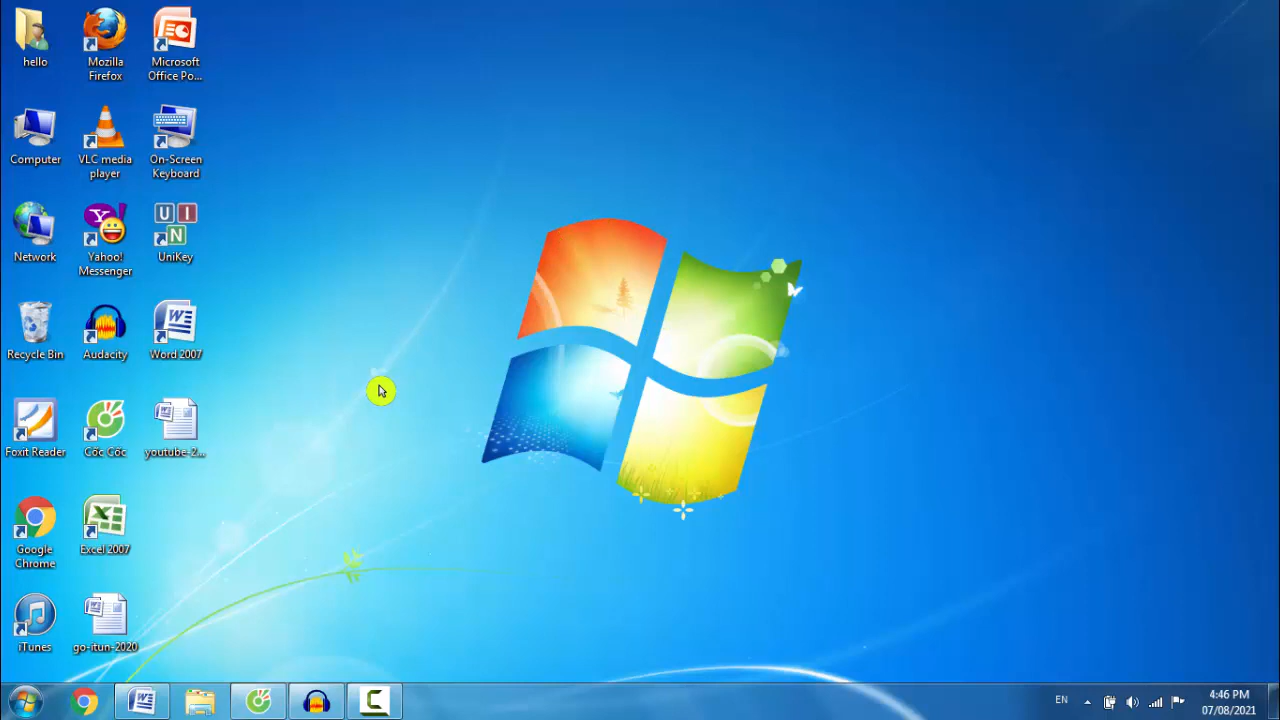 hello
Mozilla
Firefox
Microsoft
Office Po...
Computer
VLC media
player
On-Screen
Keyboard
Network
Yahoo!
Messenger
U I
N
UniKey
Recycle Bin
Audacity
Word 2007
Foxit Reader
Cốc Cốc
youtube-2...
Google
Chrome
Excel 2007
iTunes
go-itun-2020
EN
4:46 PM
07/08/2021